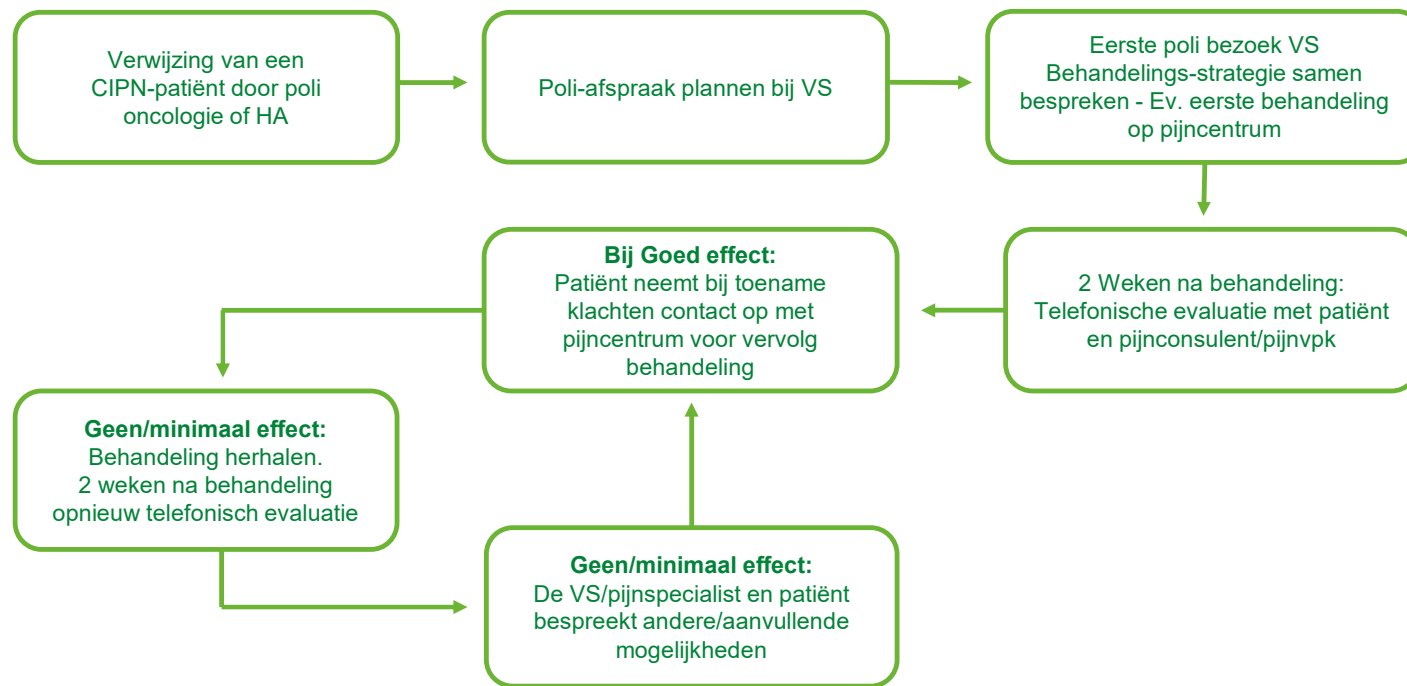 Verwijzing van een
CIPN-patiënt door poli
oncologie of HA
Poli-afspraak plannen bij VS
Eerste poli bezoek VS
Behandelings-strategie samen
bespreken - Ev. eerste behandeling
op pijncentrum
2 Weken na behandeling:
Telefonische evaluatie met patiënt
en pijnconsulent/pijnvpk
Bij Goed effect:
Patiënt neemt bij toename
klachten contact op met
pijncentrum voor vervolg
behandeling
Geen/minimaal effect:
Behandeling herhalen.
2 weken na behandeling
opnieuw telefonisch evaluatie
Geen/minimaal effect:
De VS/pijnspecialist en patiënt
bespreekt andere/aanvullende
mogelijkheden